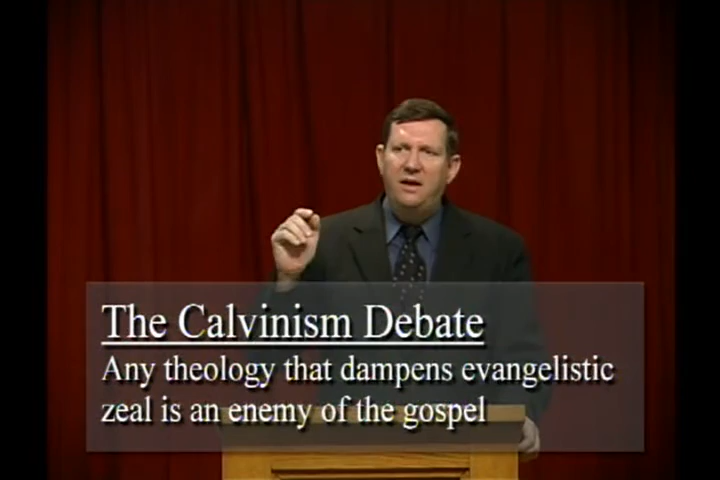 The Calvinism Debate
Any theology that dampens evangelistic
zeal is an enemy of the gospel